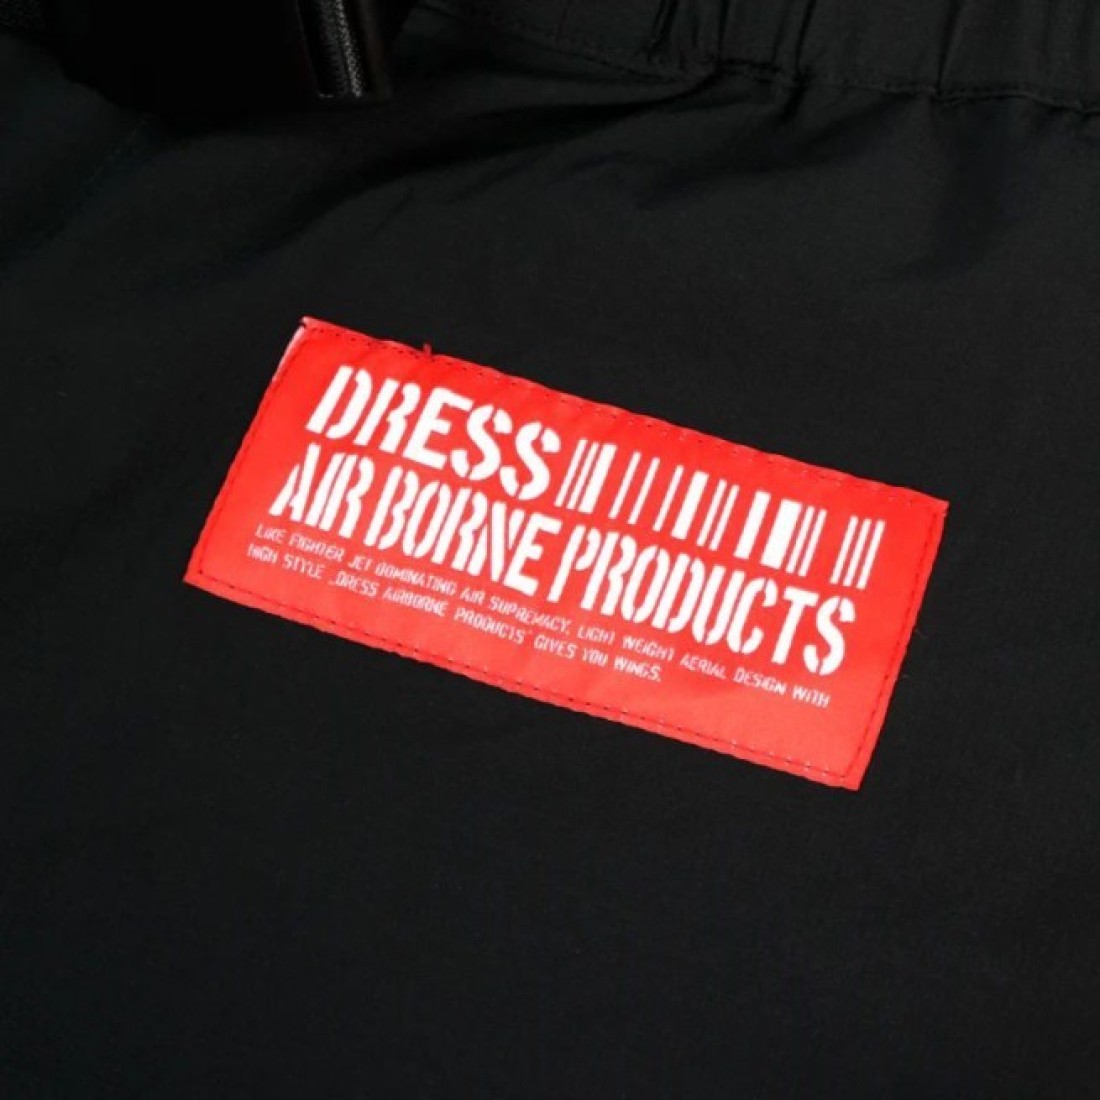 DRESS
AIR BORNE PRODUCTS
LIKE FIGHTER JET DOMINATING AIR SUPREMACY, LIGHT WEIGHT AERIAL DESIGN WITH
HIGH STYLE "DRESS AIRBORNE PRODUCTS" GIVES YOU WINGS.